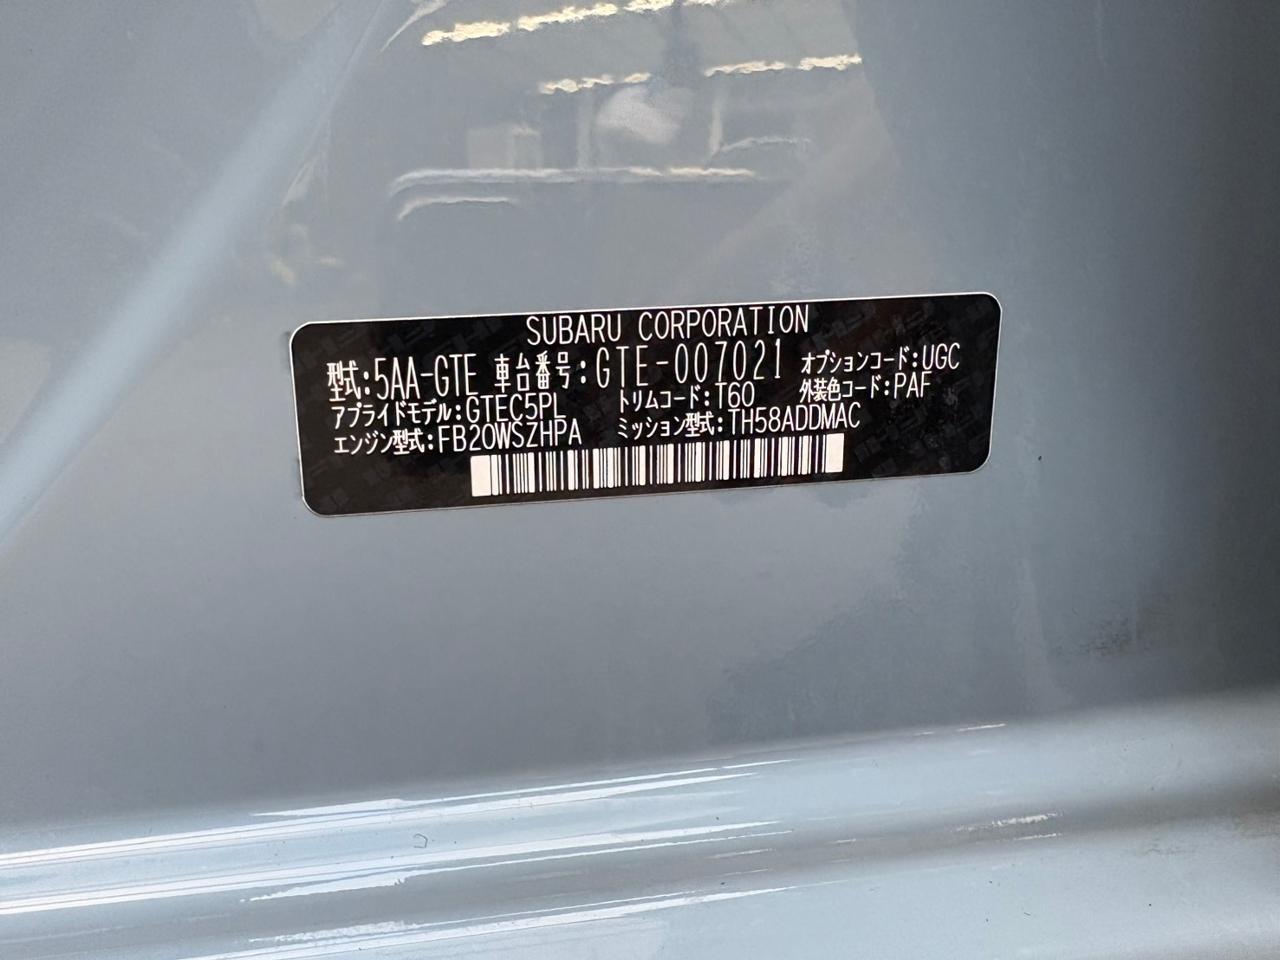 SUBARU CORPORATION
型式:5AA-GTE 車台番号:GTE-007021 オプションコード:UGC
アプライドモデル:GTEC5PL トリムコード:T60 外装色コード:PAF
エンジン型式:FB20WSZHPA ミッション型式:TH58ADDMAC